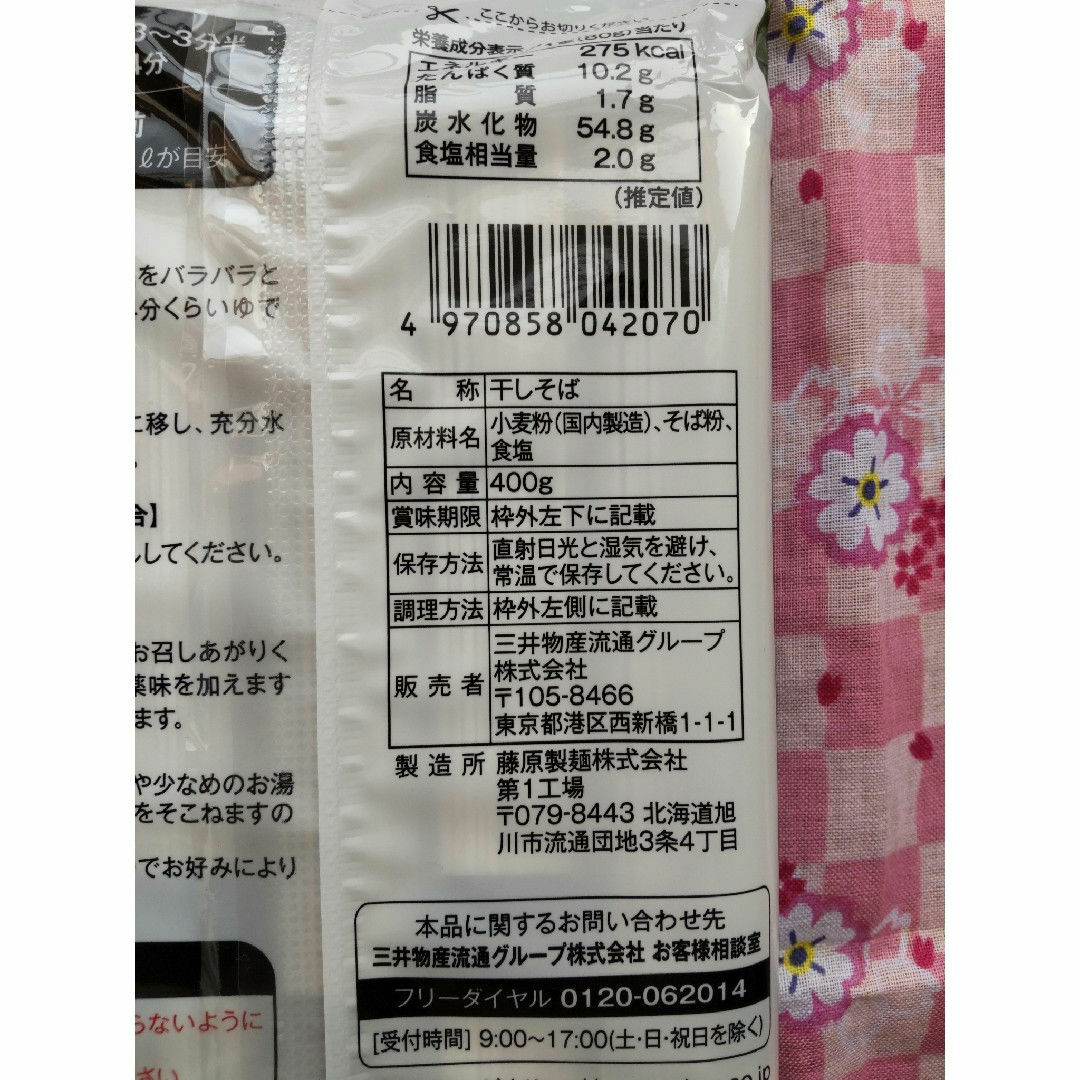 ここからお切りください
栄養成分表示 /1食(80g)当たり
エネルギー 275 kcal
たんぱく質 10.2g
脂質 1.7g
炭水化物 54.8g
食塩相当量 2.0g
(推定値)
4 970858 042070
名称 干しそば
原材料名 小麦粉(国内製造)、そば粉、
食塩
内容量 400g
賞味期限 枠外左下に記載
保存方法 直射日光と湿気を避け、
常温で保存してください。
調理方法 枠外左側に記載
販売者 三井物産流通グループ
株式会社
〒105-8466
東京都港区西新橋1-1-1
製造所 藤原製麺株式会社
第1工場
〒079-8443 北海道旭
川市流通団地3条4丁目
本品に関するお問い合わせ先
三井物産流通グループ株式会社 お客様相談室
フリーダイヤル 0120-062014
[受付時間] 9:00〜17:00(土・日・祝日を除く)
3〜3分半
分
前
ℓが目安
をバラバラと
分くらいゆで
に移し、充分水
合】
してください。
お召しあがりく
薬味を加えます
ます。
や少なめのお湯
をそこねますの
でお好みにより
らないように
さい